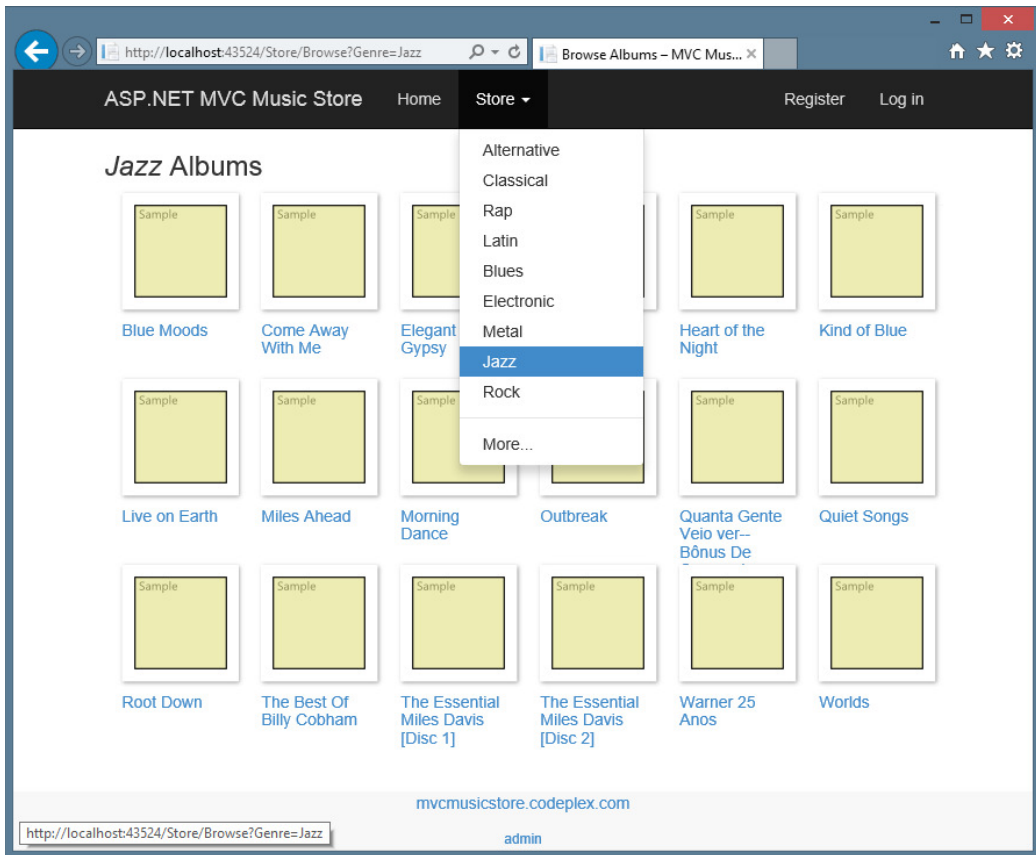 http://localhost:43524/Store/Browse?Genre=Jazz
Browse Albums – MVC Mus...
ASP.NET MVC Music Store
Home
Store
Register
Log in
Alternative
Classical
Rap
Latin
Blues
Electronic
Metal
Jazz
Rock
More...
Jazz Albums
Sample
Sample
Sample
Sample
Sample
Blue Moods
Come Away
With Me
Elegant
Gypsy
Heart of the
Night
Kind of Blue
Sample
Sample
Sample
Sample
Sample
Live on Earth
Miles Ahead
Morning
Dance
Outbreak
Quanta Gente
Veio ver--
Bônus De
Quiet Songs
Sample
Sample
Sample
Sample
Sample
Sample
Root Down
The Best Of
Billy Cobham
The Essential
Miles Davis
[Disc 1]
The Essential
Miles Davis
[Disc 2]
Warner 25
Anos
Worlds
mvcmusicstore.codeplex.com
admin
http://localhost:43524/Store/Browse?Genre=Jazz